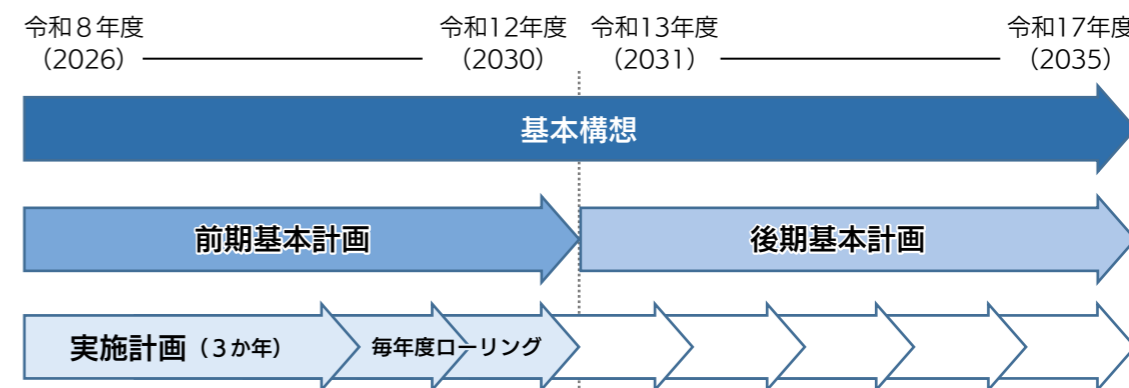 令和８年度 令和12年度 令和13年度 令和17年度
（2026） （2030） （2031） （2035）
基本構想
前期基本計画 後期基本計画
実施計画（３か年） 毎年度ローリング